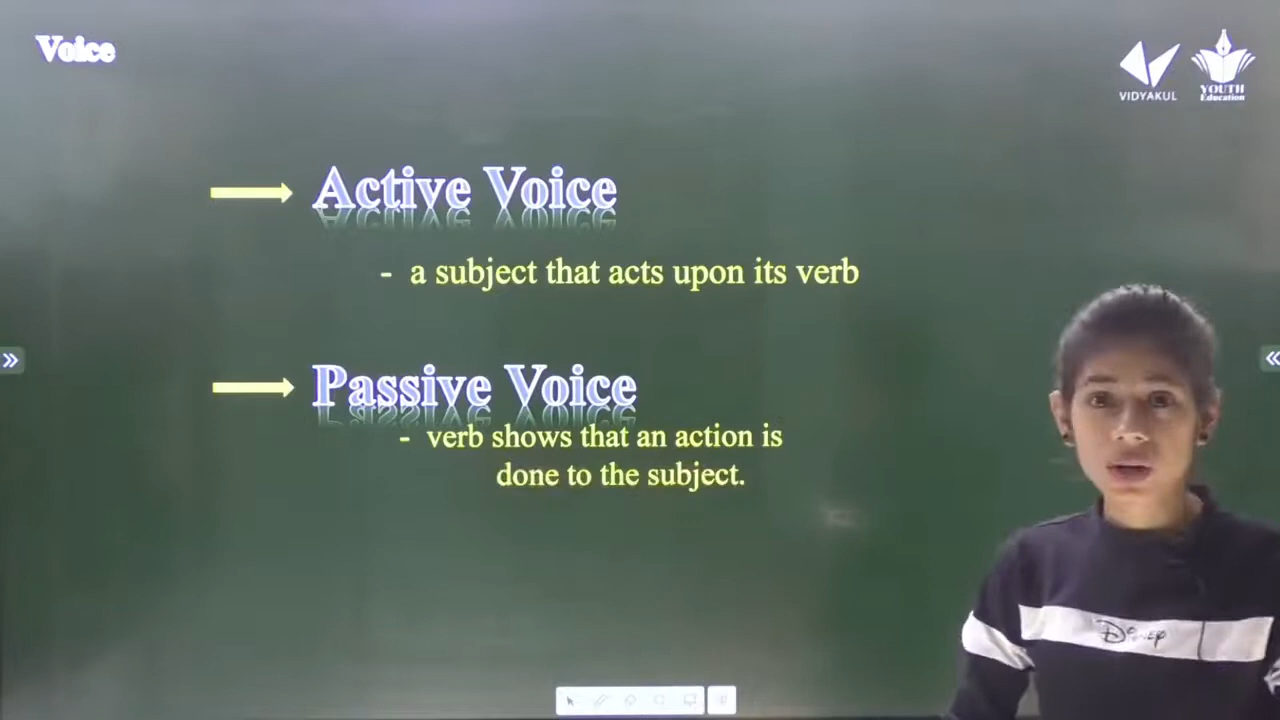 Voice
VIDYAKUL
YOUTH
Education
Active Voice
- a subject that acts upon its verb
Passive Voice
- verb shows that an action is
done to the subject.
Disney